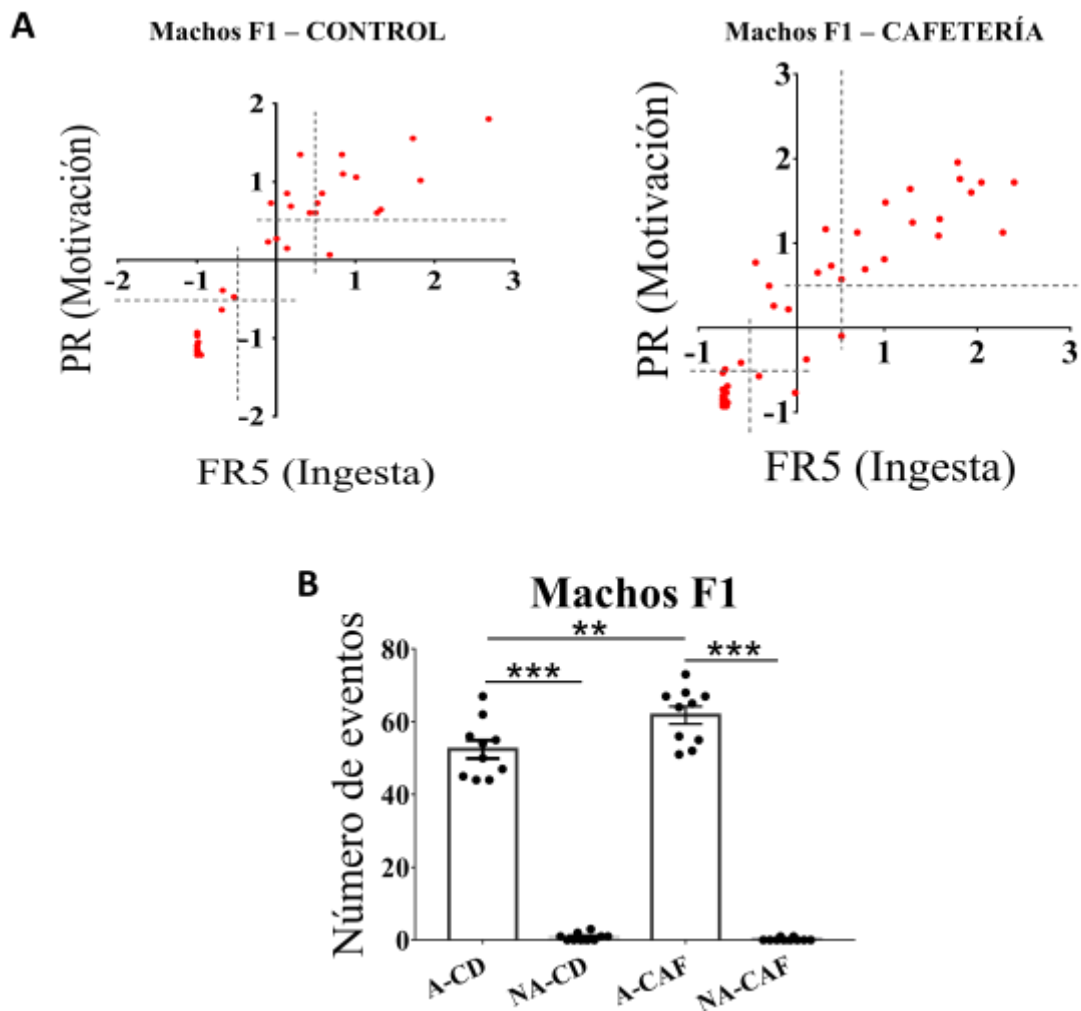 A
Machos F1 – CONTROL
Machos F1 – CAFETERÍA
PR (Motivación)
2
1
-2
-1
1
2
3
-1
-2
FR5 (Ingesta)
PR (Motivación)
3
2
1
-1
1
2
3
-1
FR5 (Ingesta)
B
Machos F1
Número de eventos
**
***
***
80
60
40
20
0
A-CD
NA-CD
A-CAF
NA-CAF